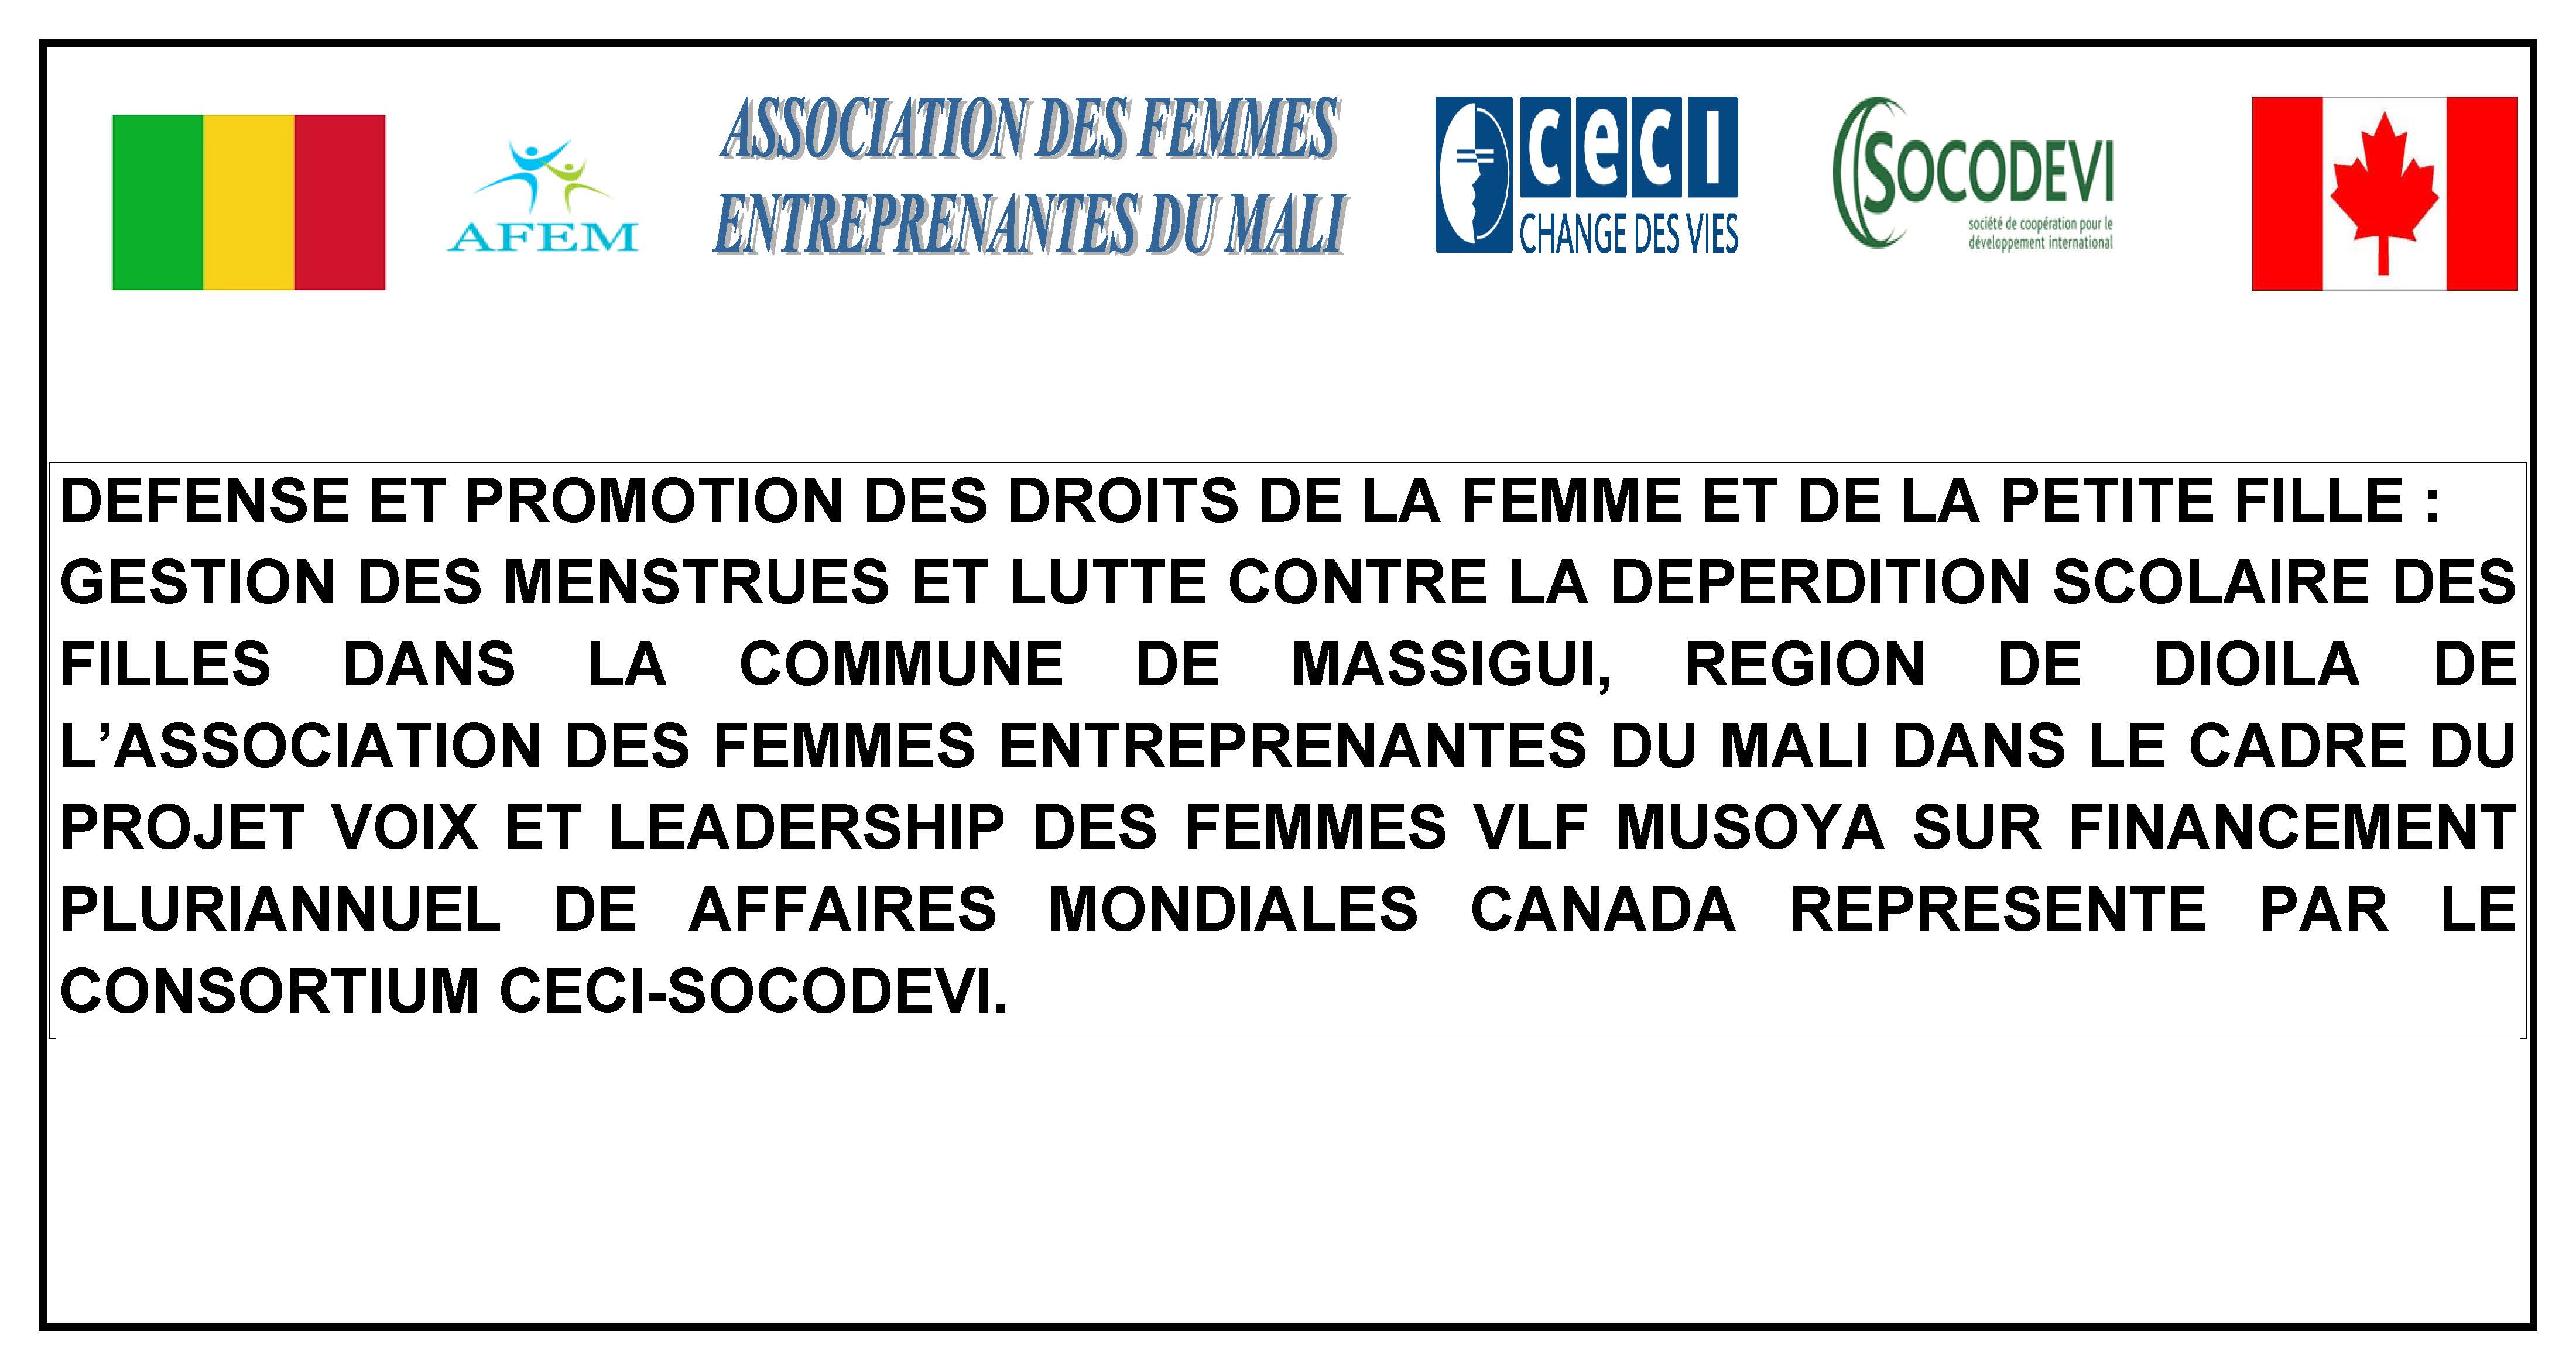 AFEM
ASSOCIATION DES FEMMES
ENTREPRENANTES DU MALI
ceci
CHANGE DES VIES
SOCODEVI
société de coopération pour le
développement international
DEFENSE ET PROMOTION DES DROITS DE LA FEMME ET DE LA PETITE FILLE :
GESTION DES MENSTRUES ET LUTTE CONTRE LA DEPERDITION SCOLAIRE DES
FILLES DANS LA COMMUNE DE MASSIGUI, REGION DE DIOILA DE
L’ASSOCIATION DES FEMMES ENTREPRENANTES DU MALI DANS LE CADRE DU
PROJET VOIX ET LEADERSHIP DES FEMMES VLF MUSOYA SUR FINANCEMENT
PLURIANNUEL DE AFFAIRES MONDIALES CANADA REPRESENTE PAR LE
CONSORTIUM CECI-SOCODEVI.